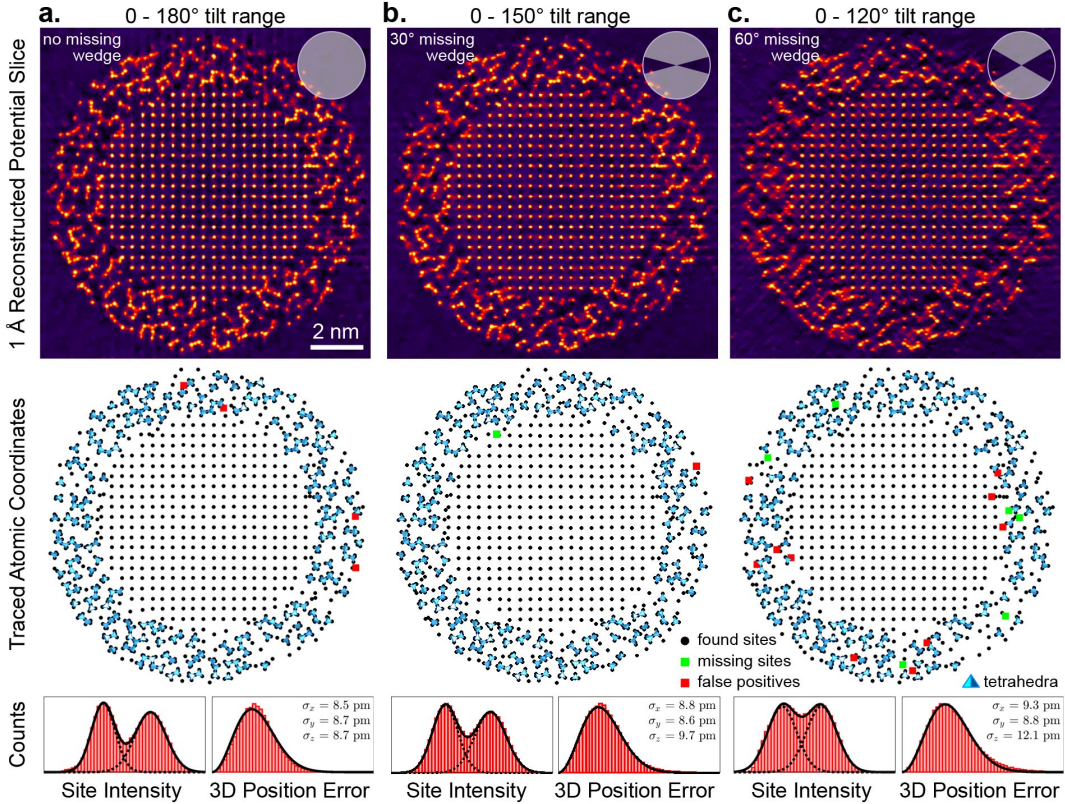 a.
0 - 180° tilt range
b.
0 - 150° tilt range
c.
0 - 120° tilt range
1 Å Reconstructed Potential Slice
no missing
wedge
2 nm
30° missing
wedge
60° missing
wedge
Traced Atomic Coordinates
found sites
missing sites
false positives
tetrahedra
Counts
σx = 8.5 pm
σy = 8.7 pm
σz = 8.7 pm
σx = 8.8 pm
σy = 8.6 pm
σz = 9.7 pm
σx = 9.3 pm
σy = 8.8 pm
σz = 12.1 pm
Site Intensity
3D Position Error
Site Intensity
3D Position Error
Site Intensity
3D Position Error